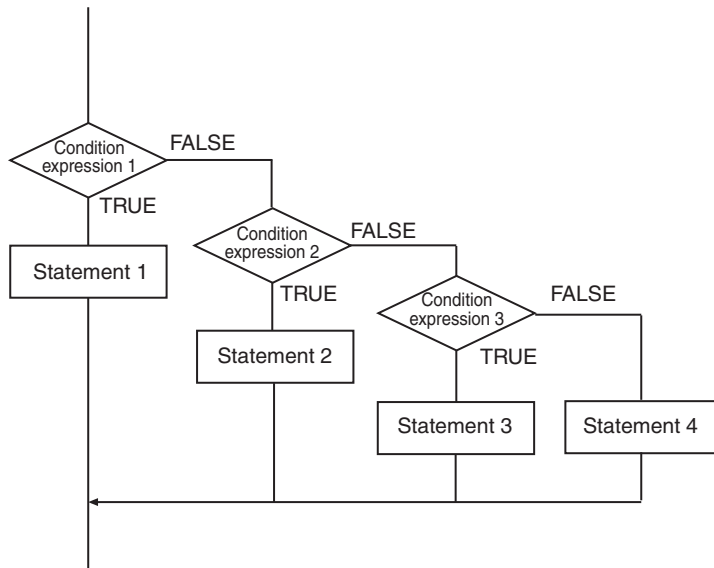 Condition
expression 1
FALSE
TRUE
Statement 1
Condition
expression 2
FALSE
TRUE
Statement 2
Condition
expression 3
FALSE
TRUE
Statement 3
Statement 4